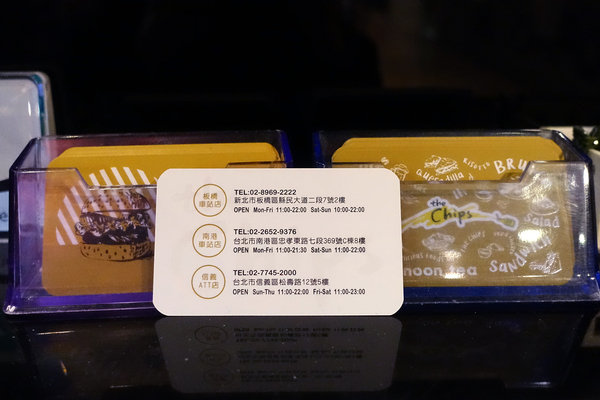 板橋
車站店
TEL:02-8969-2222
新北市板橋區縣民大道二段7號2樓
OPEN Mon-Fri 11:00-22:00 Sat-Sun 10:00-22:00
南港
車站店
TEL:02-2652-9376
台北市南港區忠孝東路七段369號C棟8樓
OPEN Mon-Fri 11:00-21:30 Sat-Sun 11:00-22:00
信義
ATT店
TEL:02-7745-2000
台北市信義區松壽路12號5樓
OPEN Sun-Thu 11:00-22:00 Fri-Sat 11:00-23:00
RISOTTO
the
Chips
salad
SANDWICH
noon tea